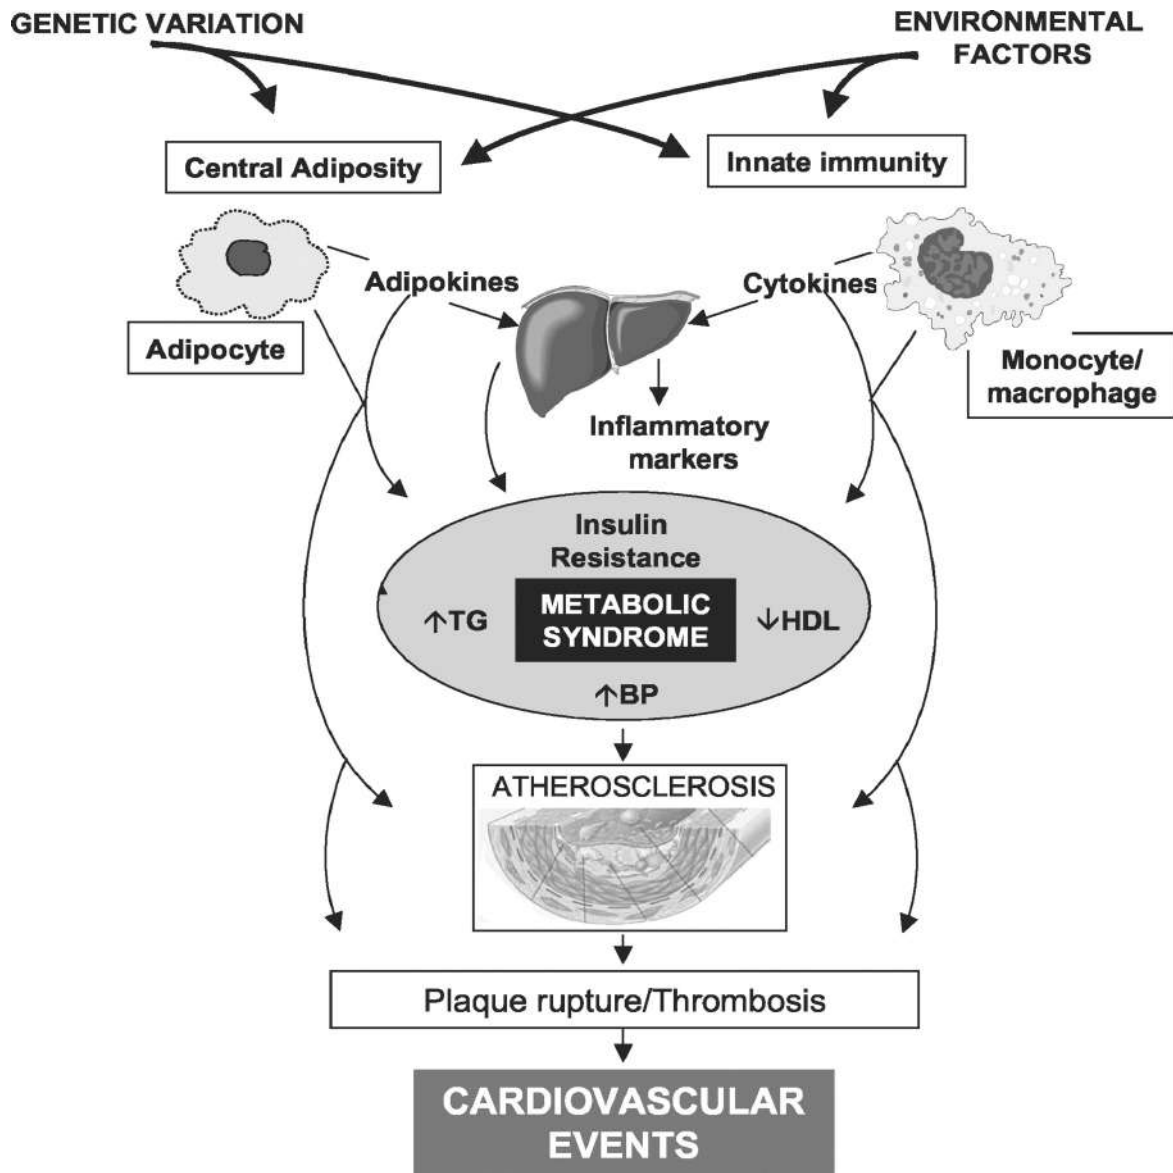 GENETIC VARIATION
ENVIRONMENTAL
FACTORS
Central Adiposity
Innate immunity
Adipokines
Cytokines
Adipocyte
Monocyte/
macrophage
Inflammatory
markers
Insulin
Resistance
METABOLIC
SYNDROME
↑TG
↓HDL
↑BP
ATHEROSCLEROSIS
Plaque rupture/Thrombosis
CARDIOVASCULAR
EVENTS